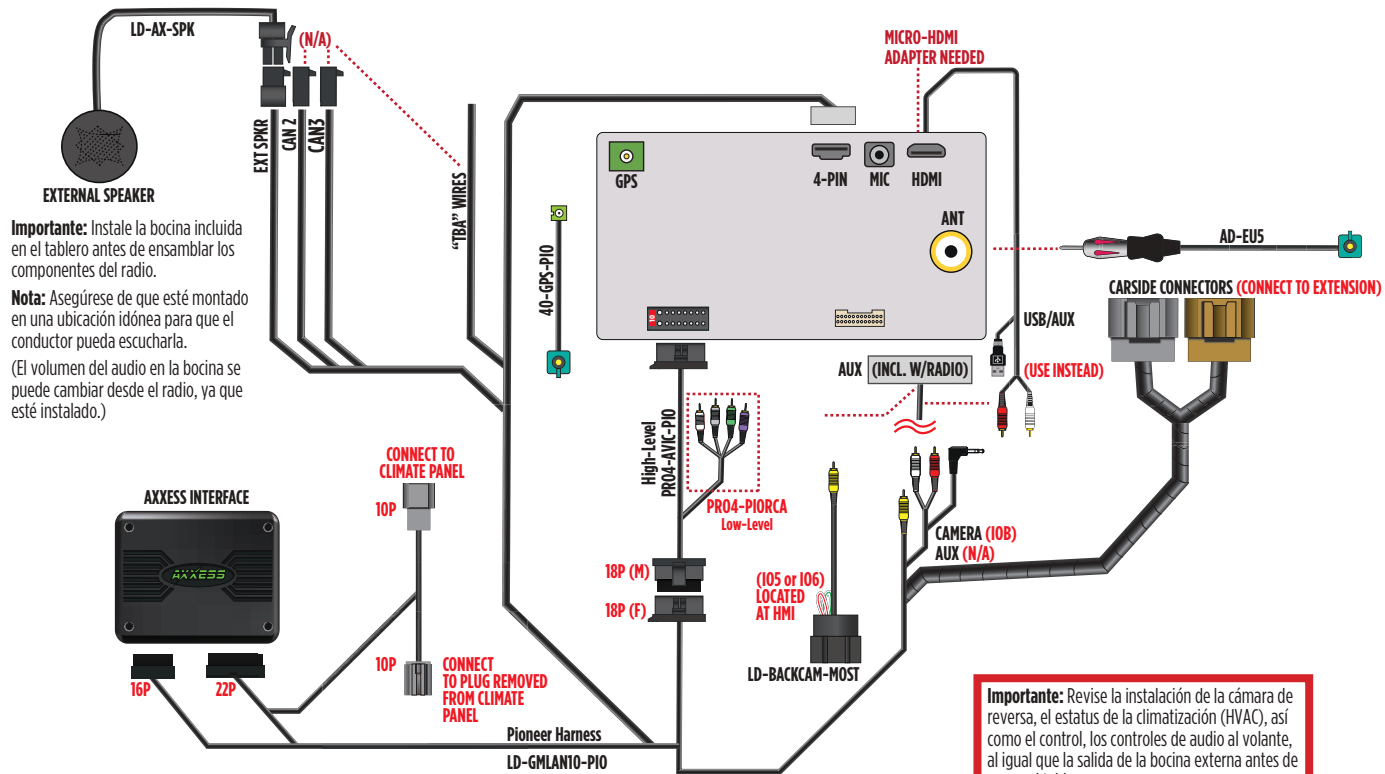 LD-AX-SPK
(N/A)
MICRO-HDMI
ADAPTER NEEDED
EXT SPKR
CAN 2
CAN3
"TBA" WIRES
EXTERNAL SPEAKER
Importante: Instale la bocina incluida
en el tablero antes de ensamblar los
componentes del radio.
Nota: Asegúrese de que esté montado
en una ubicación idónea para que el
conductor pueda escucharla.
(El volumen del audio en la bocina se
puede cambiar desde el radio, ya que
esté instalado.)
GPS
4-PIN
MIC
HDMI
ANT
40-GPS-PIO
10
AD-EU5
CARSIDE CONNECTORS (CONNECT TO EXTENSION)
USB/AUX
AUX
(INCL. W/RADIO)
(USE INSTEAD)
High-Level
PR04-AVIC-PIO
PR04-PIORCA
Low-Level
CONNECT TO
CLIMATE PANEL
10P
AXXESS INTERFACE
AXXESS
18P (M)
18P (F)
CAMERA (IOB)
AUX (N/A)
(IO5 or IO6)
LOCATED
AT HMI
LD-BACKCAM-MOST
10P
CONNECT
TO PLUG REMOVED
FROM CLIMATE
PANEL
16P
22P
Pioneer Harness
LD-GMLAN10-PIO
Importante: Revise la instalación de la cámara de
reversa, el estatus de la climatización (HVAC), así
como el control, los controles de audio al volante,
al igual que la salida de la bocina externa antes de